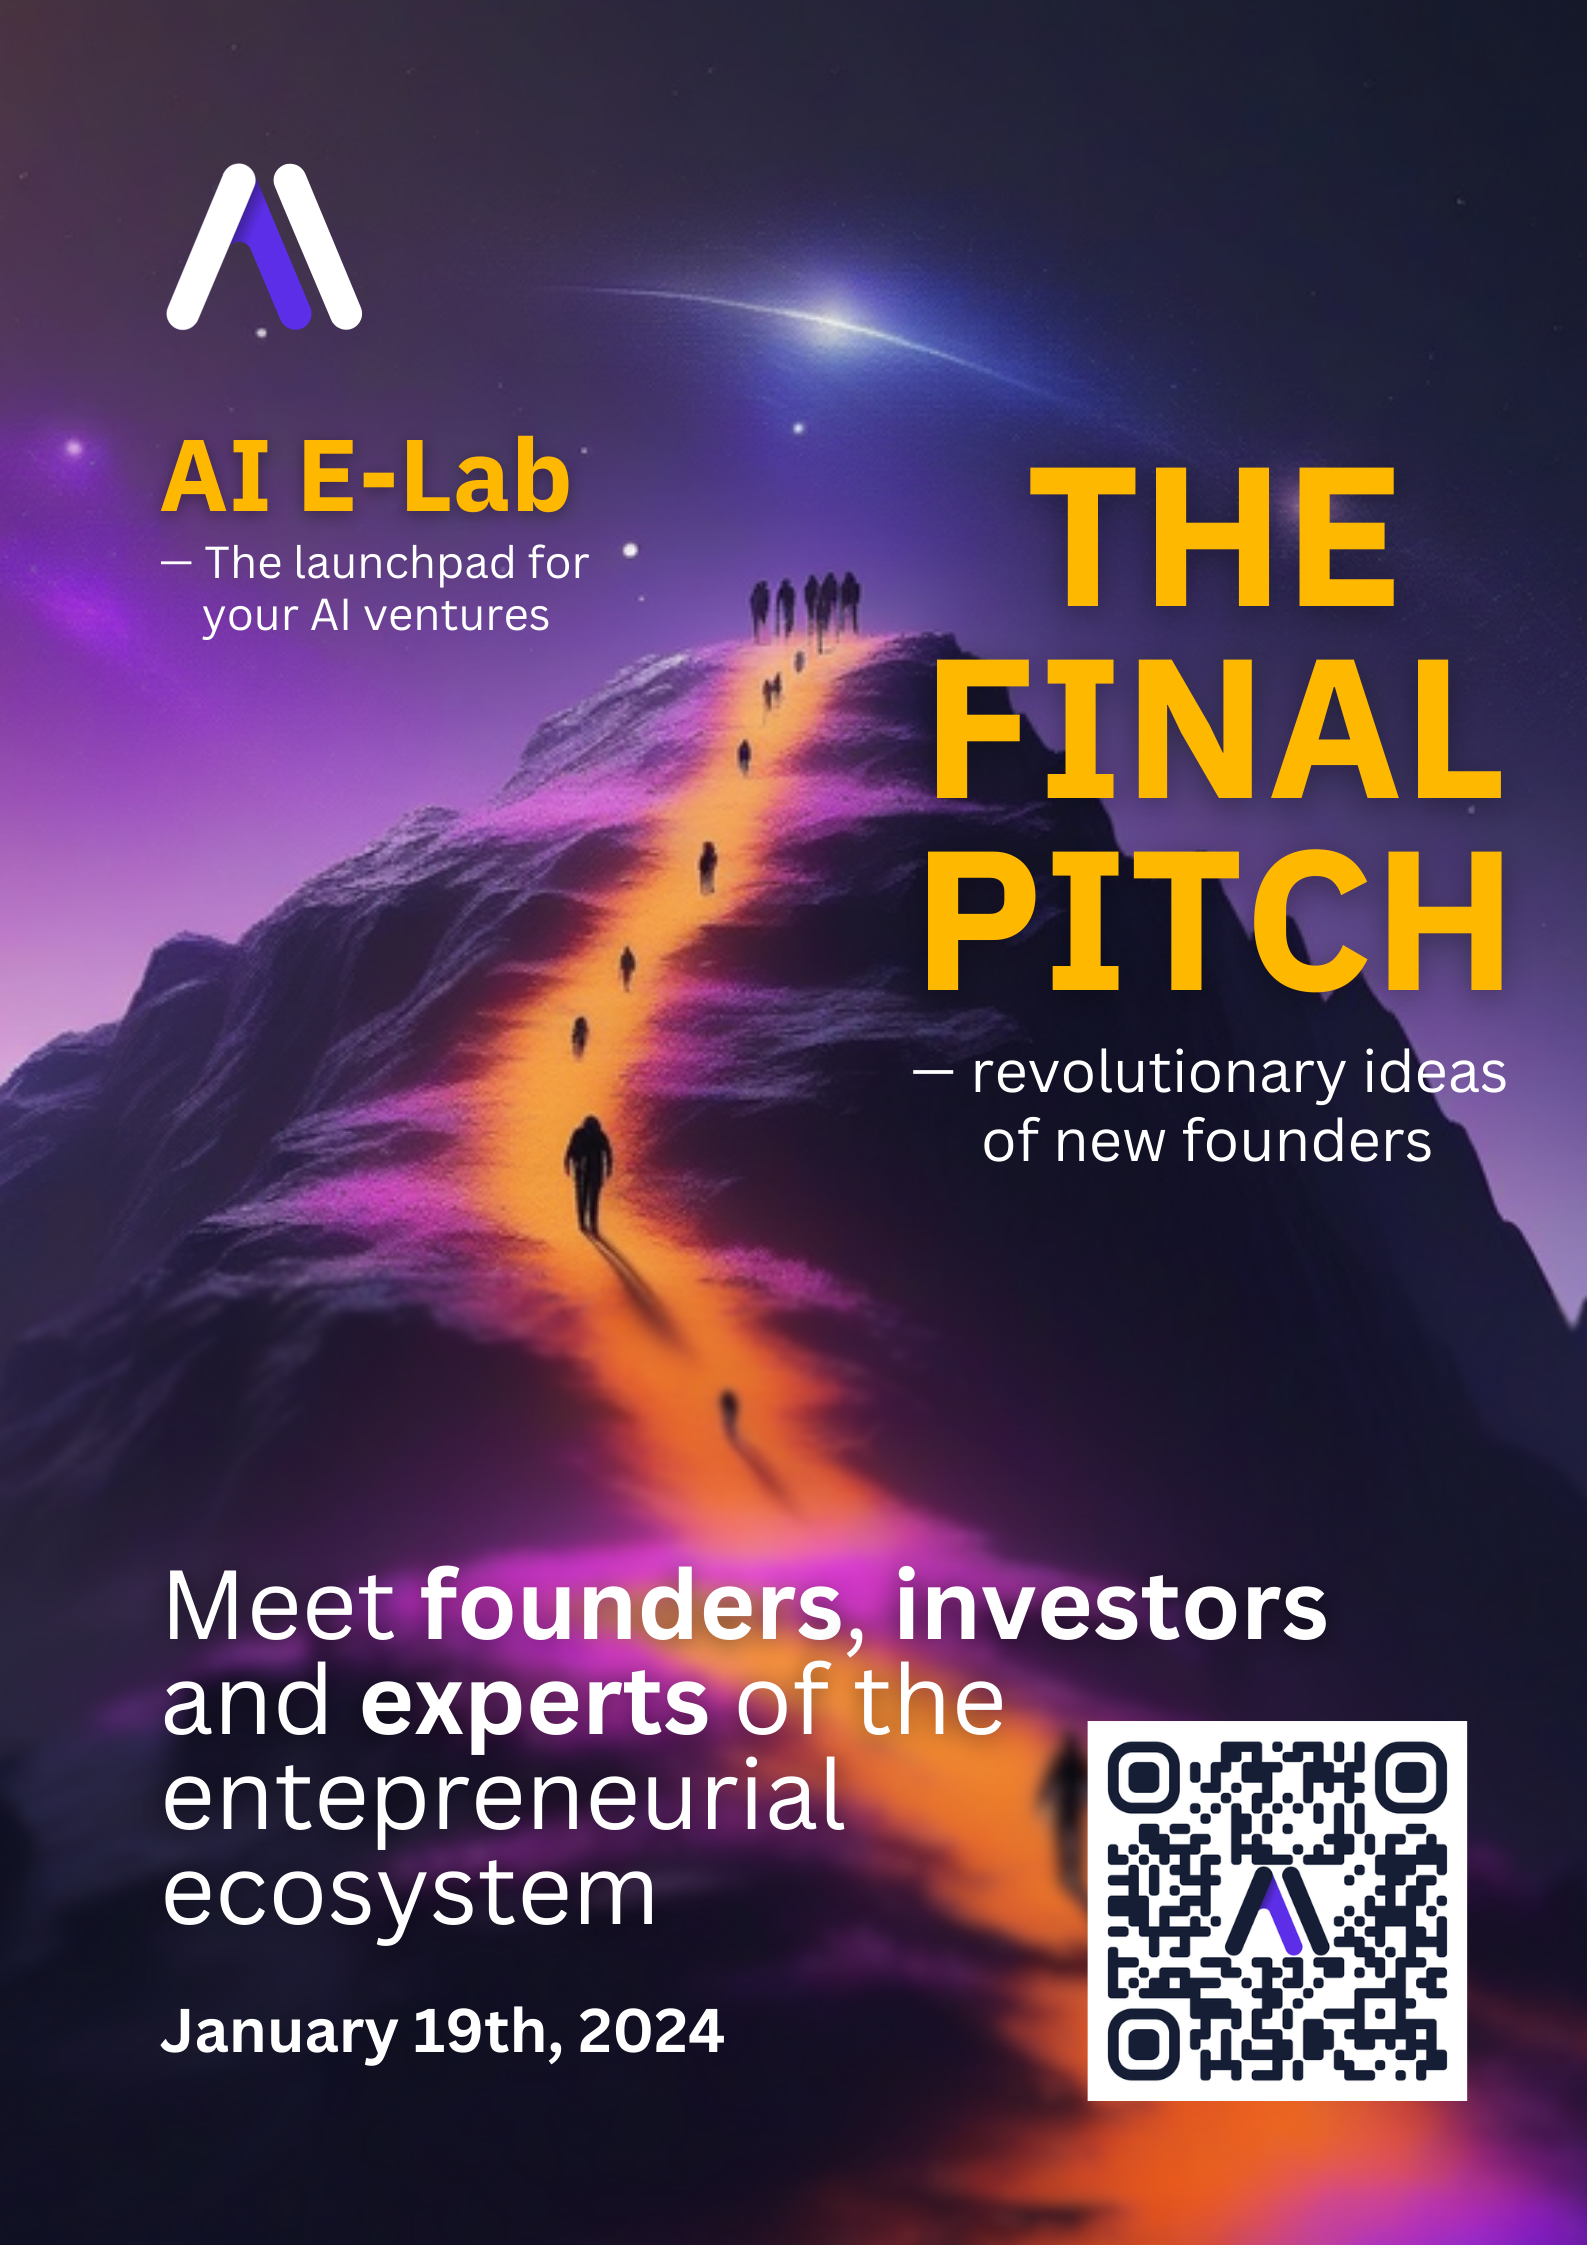 AI E-Lab
– The launchpad for
your AI ventures
THE
FINAL
PITCH
– revolutionary ideas
of new founders
Meet founders, investors
and experts of the
entepreneurial
ecosystem
January 19th, 2024